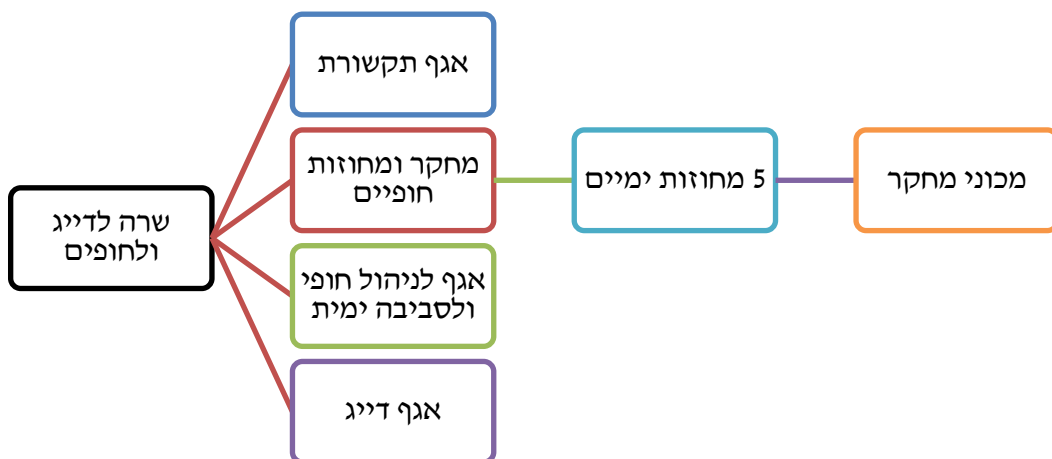 אגף תקשורת
מחקר ומחוזות
חופיים
5 מחוזות ימיים
מכוני מחקר
שרה לדייג
ולחופים
אגף לניהול חופי
ולסביבה ימית
אגף דייג